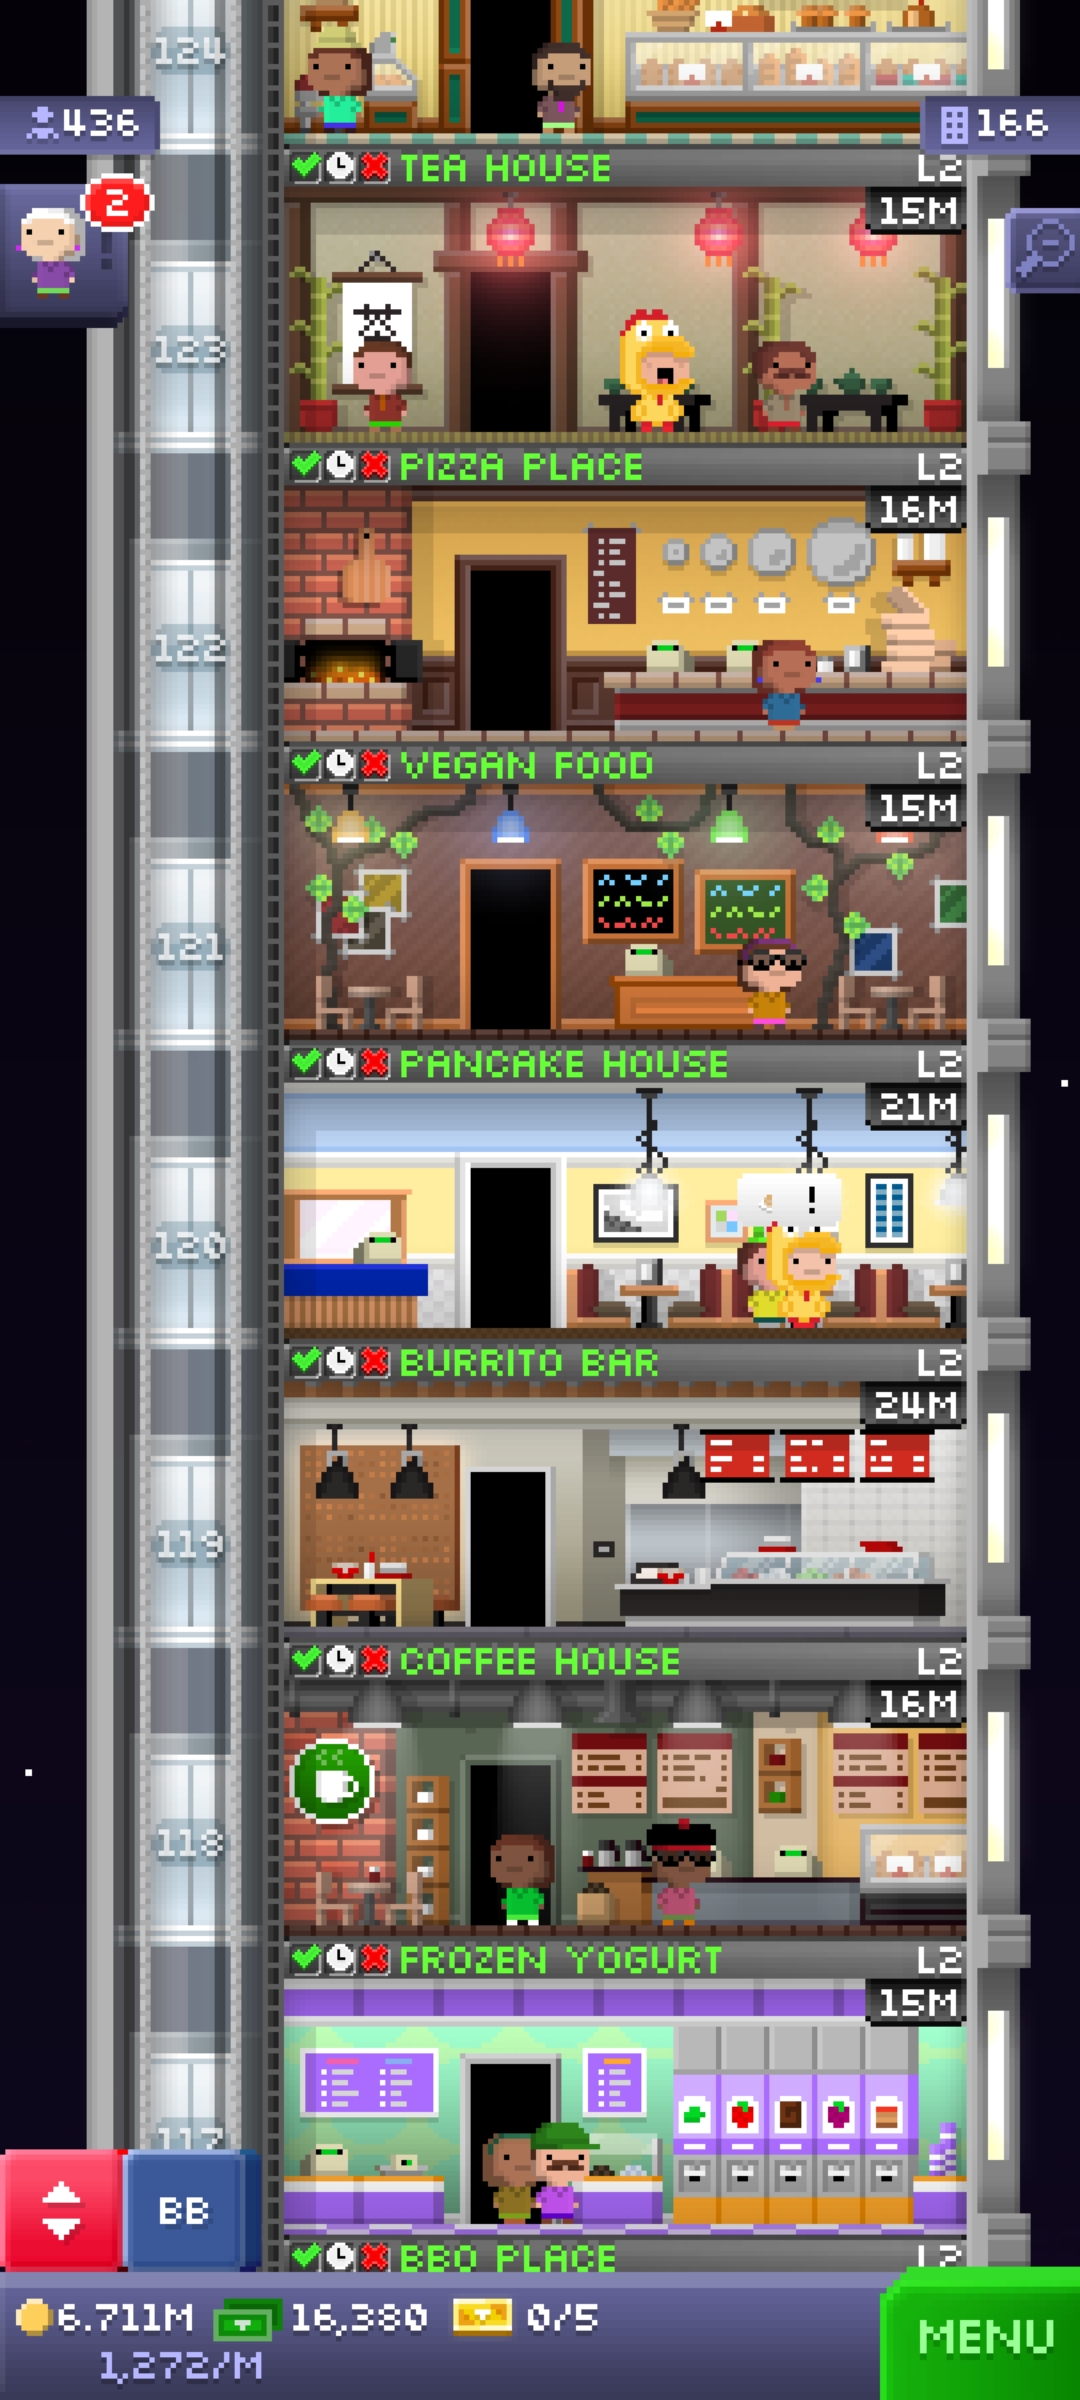 124
436
166
TEA HOUSE L2
2
15M
!
123
PIZZA PLACE L2
16M
122
VEGAN FOOD L2
15M
121
PANCAKE HOUSE L2
21M
!
120
BURRITO BAR L2
24M
119
COFFEE HOUSE L2
16M
118
FROZEN YOGURT L2
15M
117
BB
BBQ PLACE L2
6.711M 16,380 0/5
1,272/M
MENU